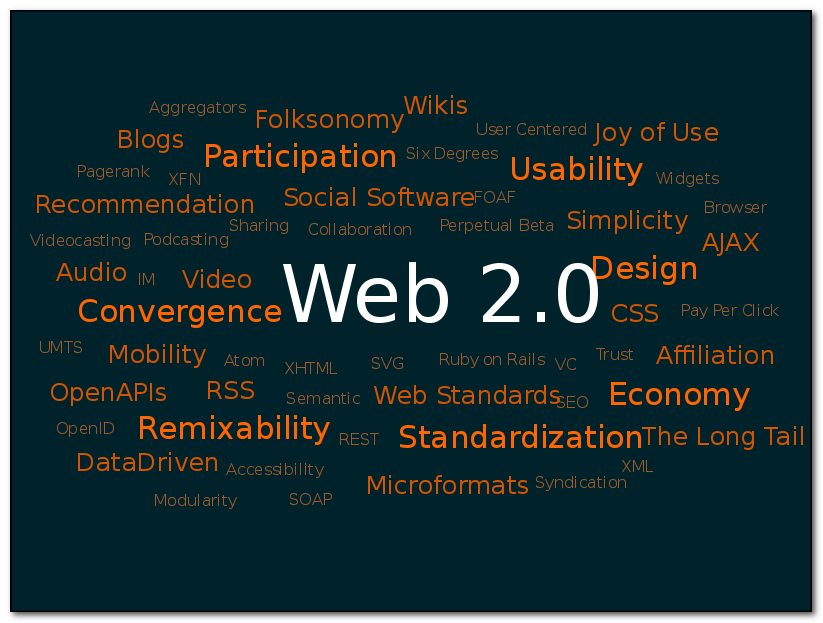 Aggregators
Wikis
Folksonomy
User Centered
Joy of Use
Blogs
Participation
Six Degrees
Usability
Pagerank
XFN
Widgets
Recommendation
Social Software
FOAF
Browser
Sharing
Collaboration
Perpetual Beta
Simplicity
Videocasting
Podcasting
AJAX
Audio
IM
Video
Web 2.0
Design
Convergence
CSS
Pay Per Click
UMTS
Mobility
Atom
XHTML
SVG
Ruby on Rails
VC
Trust
Affiliation
OpenAPIs
RSS
Semantic
Web Standards
SEO
Economy
OpenID
Remixability
REST
Standardization
The Long Tail
DataDriven
Accessibility
XML
Microformats
Syndication
Modularity
SOAP